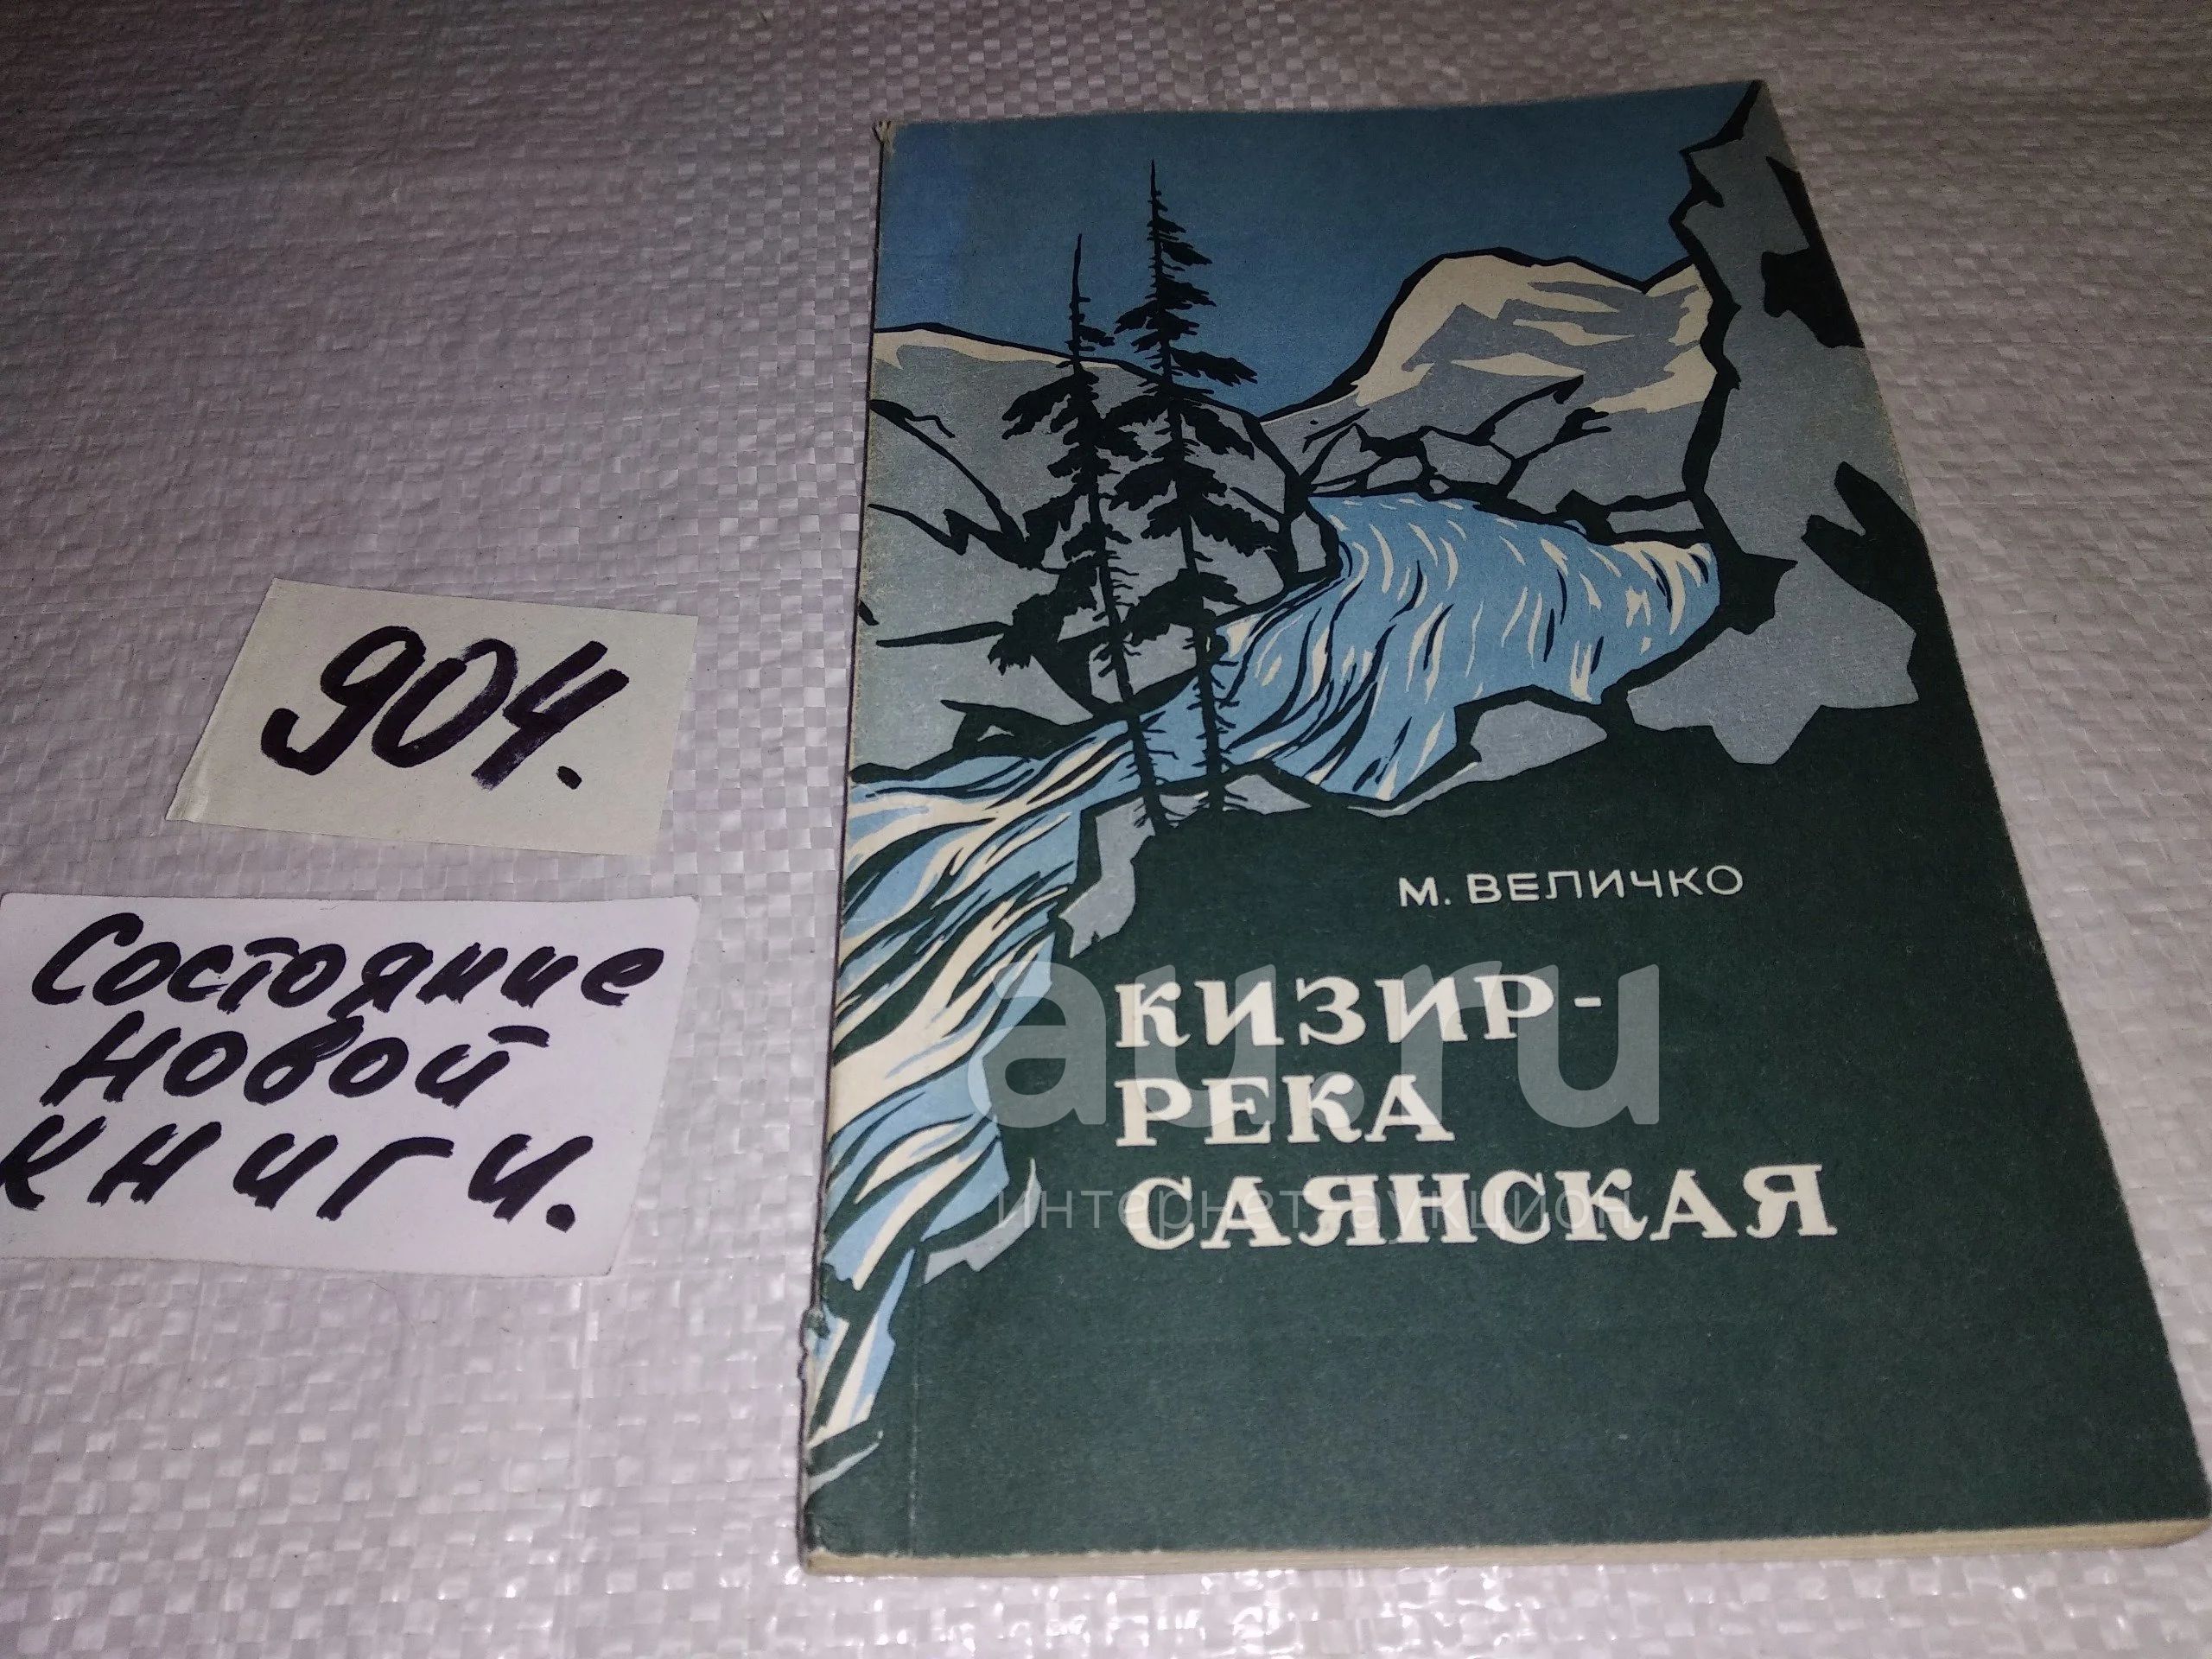 904.
Состояние
новой
книги.
М. ВЕЛИЧКО
КИЗИР-
РЕКА
САЯНСКАЯ
au.ru
интернет аукцион